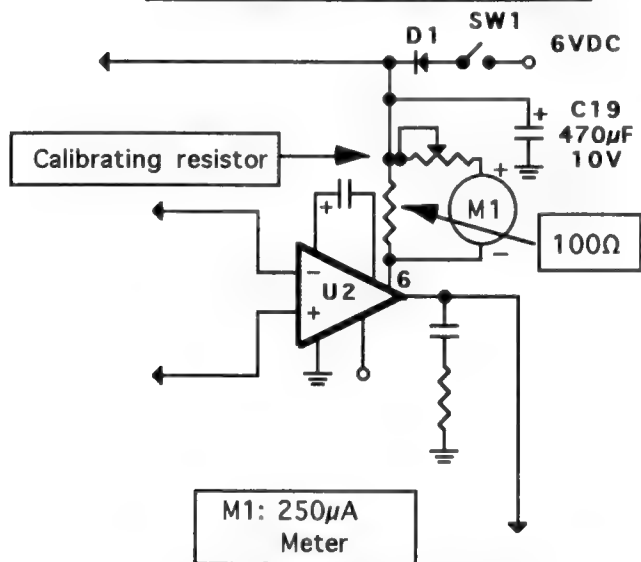 D1
SW1
6VDC
+
C19
470µF
10V
Calibrating resistor
+
M1
-
100Ω
+
6
-
U2
+
M1: 250µA
Meter